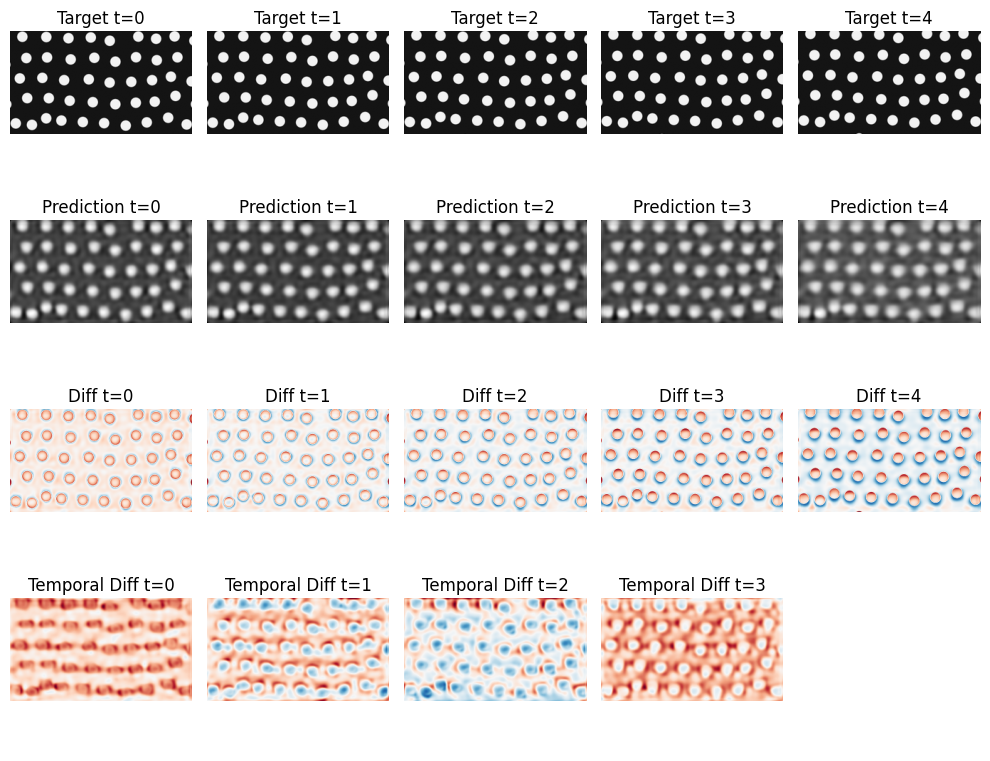 Target t=0 Target t=1 Target t=2 Target t=3 Target t=4
Prediction t=0 Prediction t=1 Prediction t=2 Prediction t=3 Prediction t=4
Diff t=0 Diff t=1 Diff t=2 Diff t=3 Diff t=4
Temporal Diff t=0 Temporal Diff t=1 Temporal Diff t=2 Temporal Diff t=3